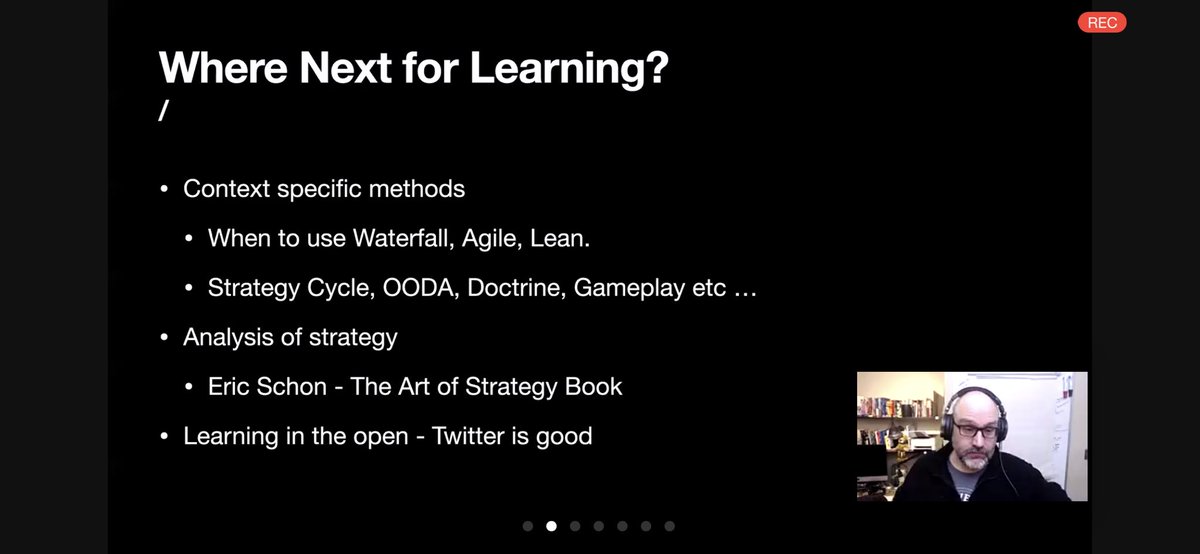 REC
Where Next for Learning?
/
• Context specific methods
• When to use Waterfall, Agile, Lean.
• Strategy Cycle, OODA, Doctrine, Gameplay etc …
• Analysis of strategy
• Eric Schon - The Art of Strategy Book
• Learning in the open - Twitter is good